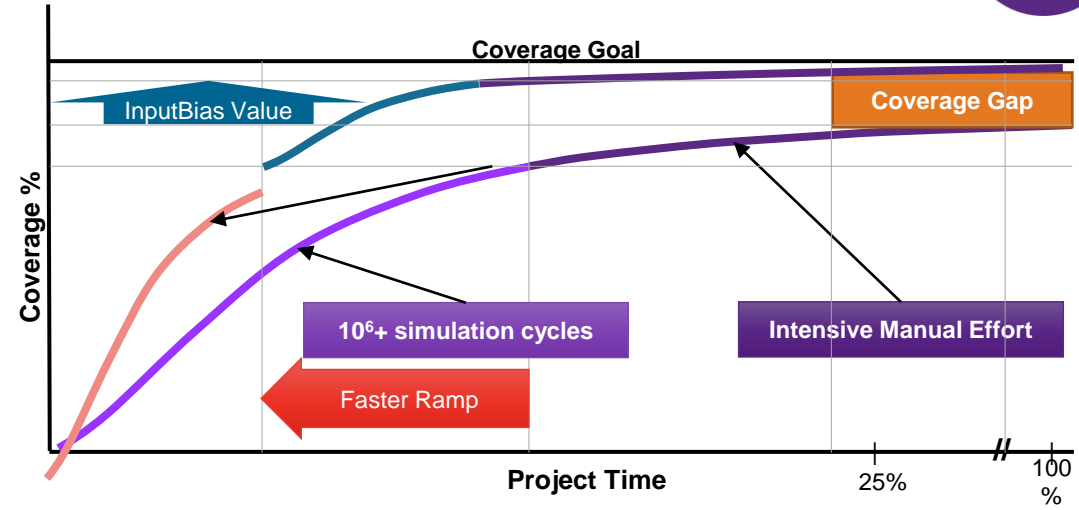 Coverage Goal
InputBias Value
Coverage Gap
Coverage %
10⁶+ simulation cycles
Intensive Manual Effort
Faster Ramp
Project Time
25%
//
100
%